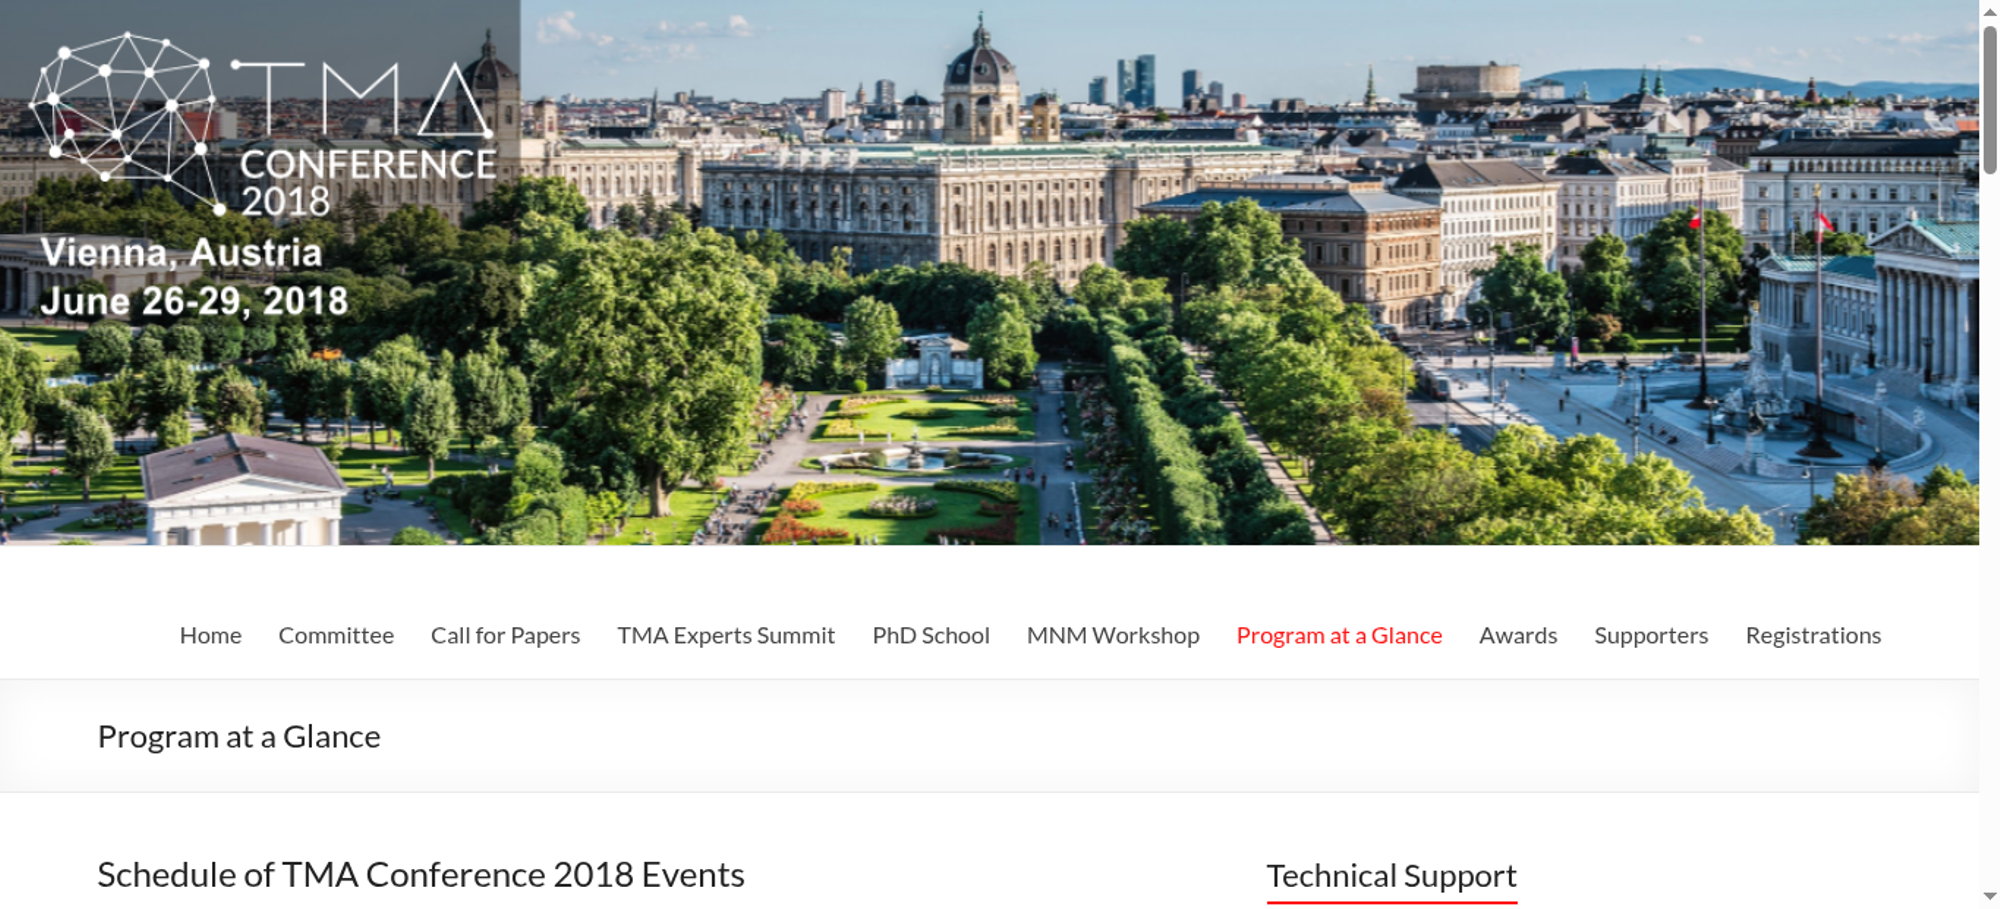 TMA
CONFERENCE
2018
Vienna, Austria
June 26-29, 2018
Home Committee Call for Papers TMA Experts Summit PhD School MNM Workshop Program at a Glance Awards Supporters Registrations
Program at a Glance
Schedule of TMA Conference 2018 Events
Technical Support